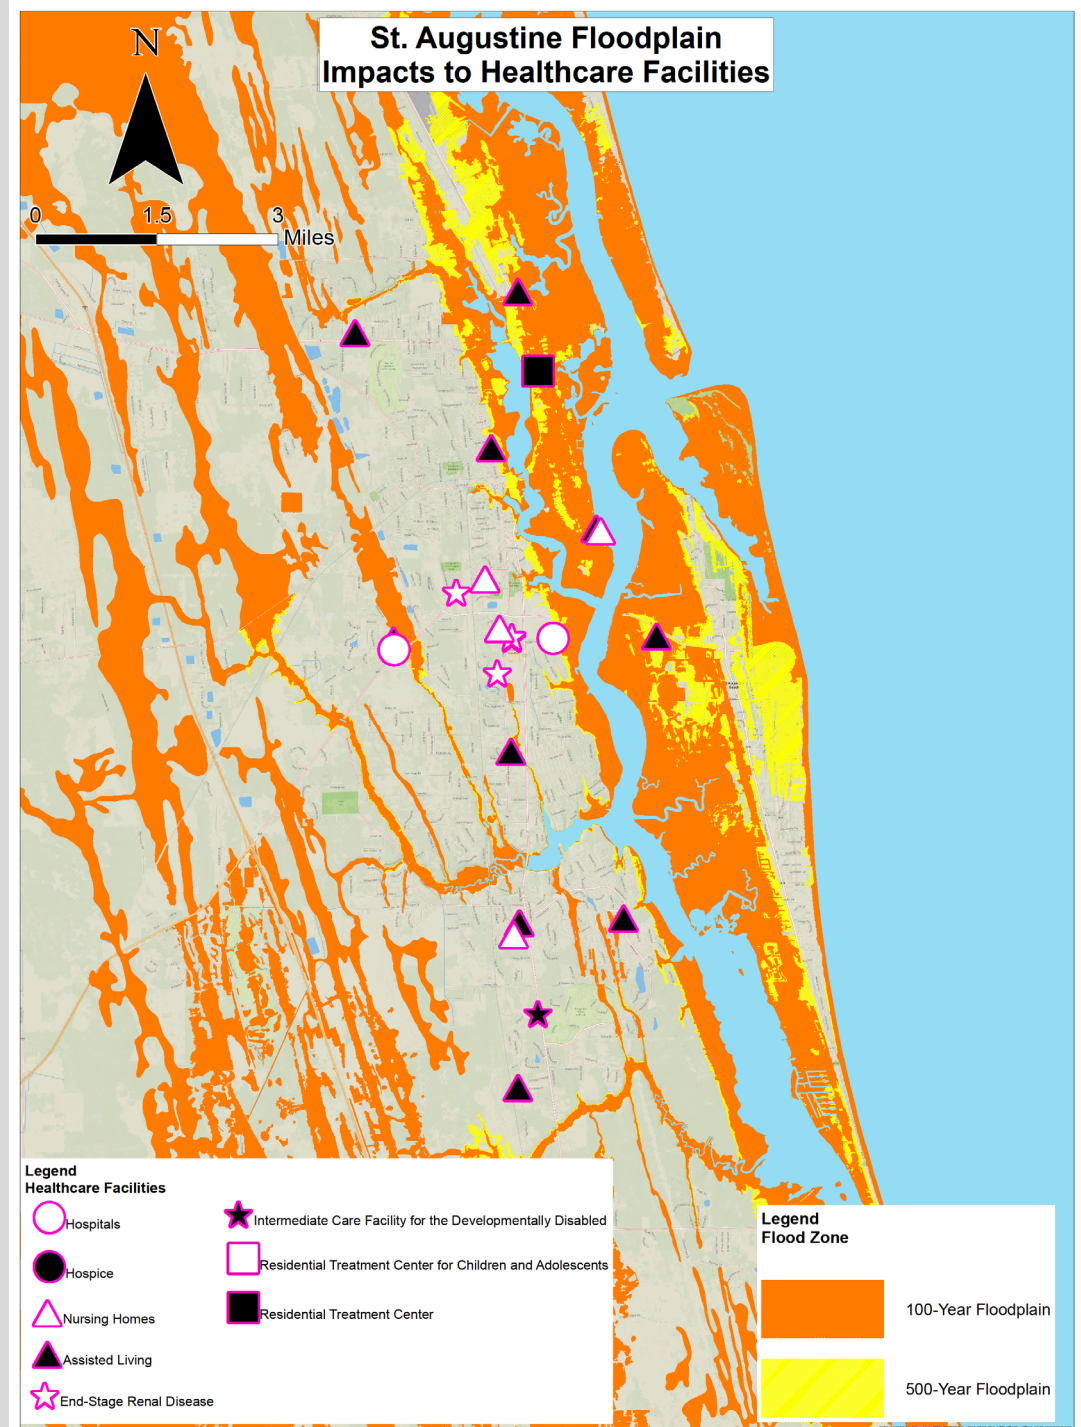 St. Augustine Floodplain
Impacts to Healthcare Facilities
N
0 1.5 3
Miles
Legend
Healthcare Facilities
Hospitals
Hospice
Nursing Homes
Assisted Living
End-Stage Renal Disease
Intermediate Care Facility for the Developmentally Disabled
Residential Treatment Center for Children and Adolescents
Residential Treatment Center
Legend
Flood Zone
100-Year Floodplain
500-Year Floodplain